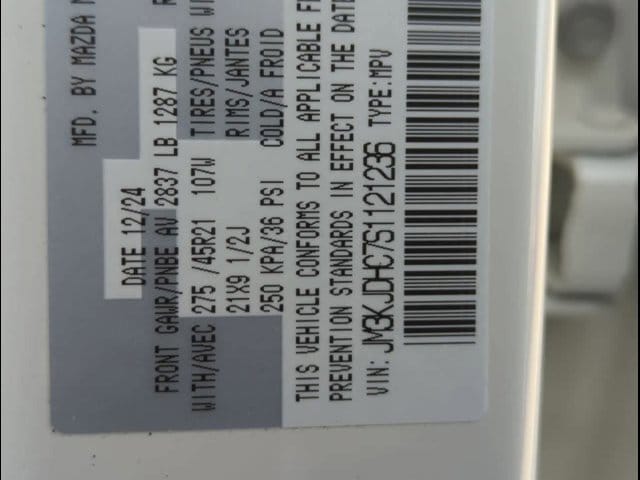 MFD. BY MAZDA
DATE 12/24
FRONT GAWR/PNBE AV 2837 LB 1287 KG
WITH/AVEC 275 /45R21 107W TIRES/PNEUS
21X9 1/2J RIMS/JANTES
250 KPA/36 PSI COLD/A FROID
THIS VEHICLE CONFORMS TO ALL APPLICABLE
PREVENTION STANDARDS IN EFFECT ON THE DATE
VIN: JM3KJDHC7S1121236 TYPE:MPV